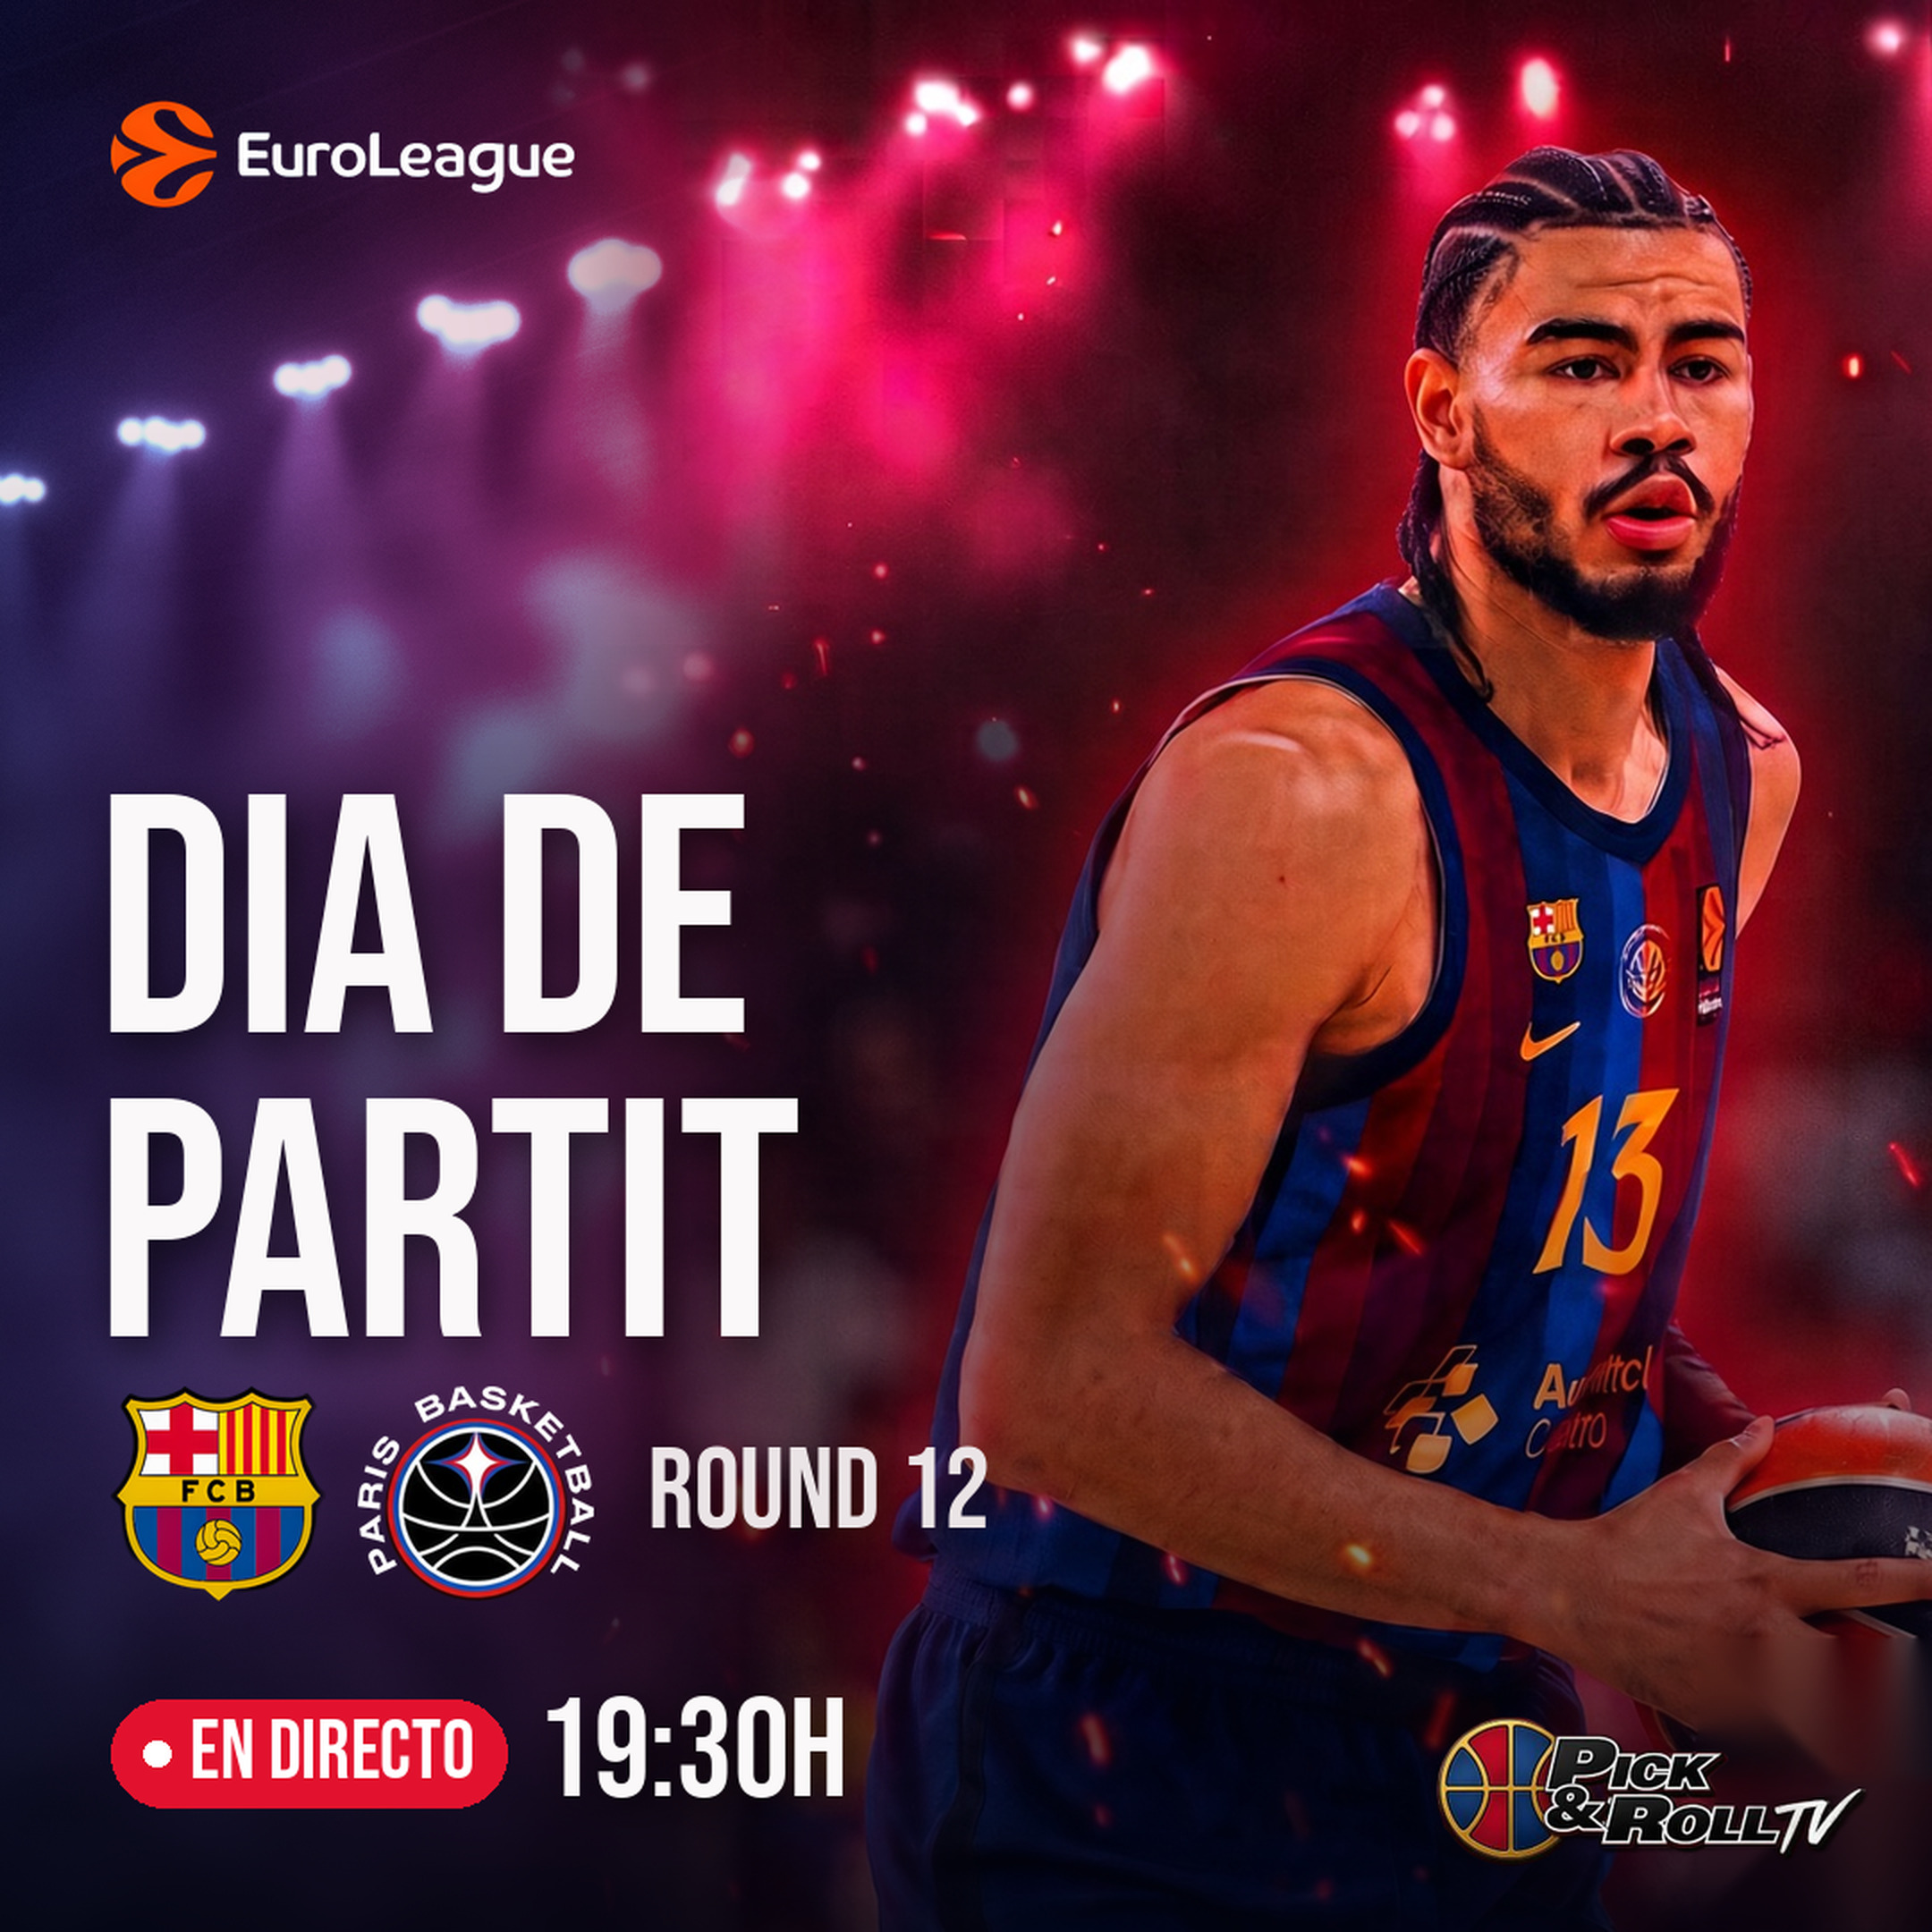 EuroLeague
DIA DE
PARTIT
FCB
PARIS BASKETBALL
ROUND 12
13
• EN DIRECTO 19:30H
PICK
& ROLL TV